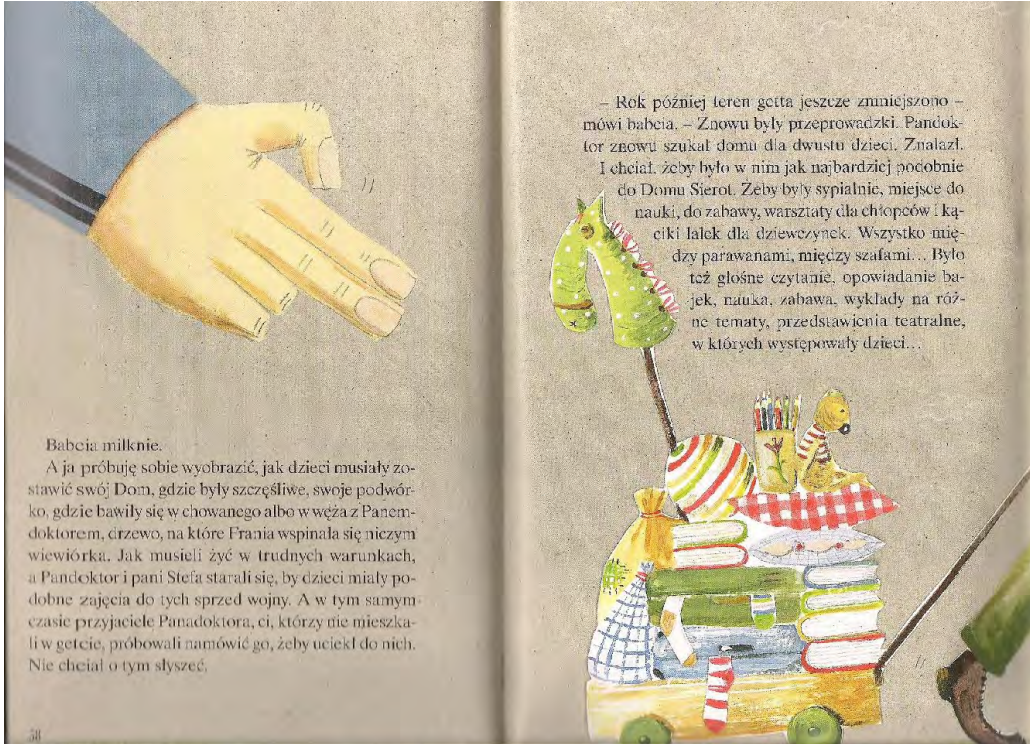 Babcia milknie.
A ja próbuję sobie wyobrazić, jak dzieci musiały zo-
stawić swój Dom, gdzie były szczęśliwe, swoje podwór-
ko, gdzie bawiły się w chowanego albo w węża z Panem-
doktorem, drzewo, na które Frania wspinała się niczym
wiewiórka. Jak musieli żyć w trudnych warunkach,
a Pandoktor i pani Stefa starali się, by dzieci miały po-
dobne zajęcia do tych sprzed wojny. A w tym samym
czasie przyjaciele Panadoktora, ci, którzy nie mieszka-
li w getcie, próbowali namówić go, żeby uciekł do nich.
Nie chciał o tym słyszeć.
38
– Rok później teren getta jeszcze zmniejszono –
mówi babcia. – Znowu były przeprowadzki. Pandok-
tor znowu szukał domu dla dwustu dzieci. Znalazł.
I chciał, żeby było w nim jak najbardziej podobnie
do Domu Sierot. Żeby były sypialnie, miejsce do
nauki, do zabawy, warsztaty dla chłopców i ką-
ciki lalek dla dziewczynek. Wszystko mię-
dzy parawanami, między szafami… Było
też głośne czytanie, opowiadanie ba-
jek, nauka, zabawa, wykłady na róż-
ne tematy, przedstawienia teatralne,
w których występowały dzieci…